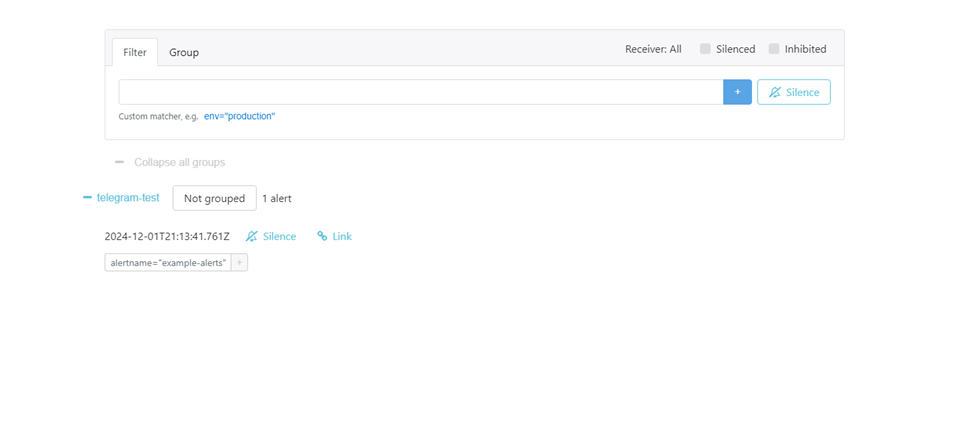 Filter Group Receiver: All Silenced Inhibited
+ Silence
Custom matcher, e.g. env="production"
Collapse all groups
telegram-test Not grouped 1 alert
2024-12-01T21:13:41.761Z Silence Link
alertname="example-alerts" +